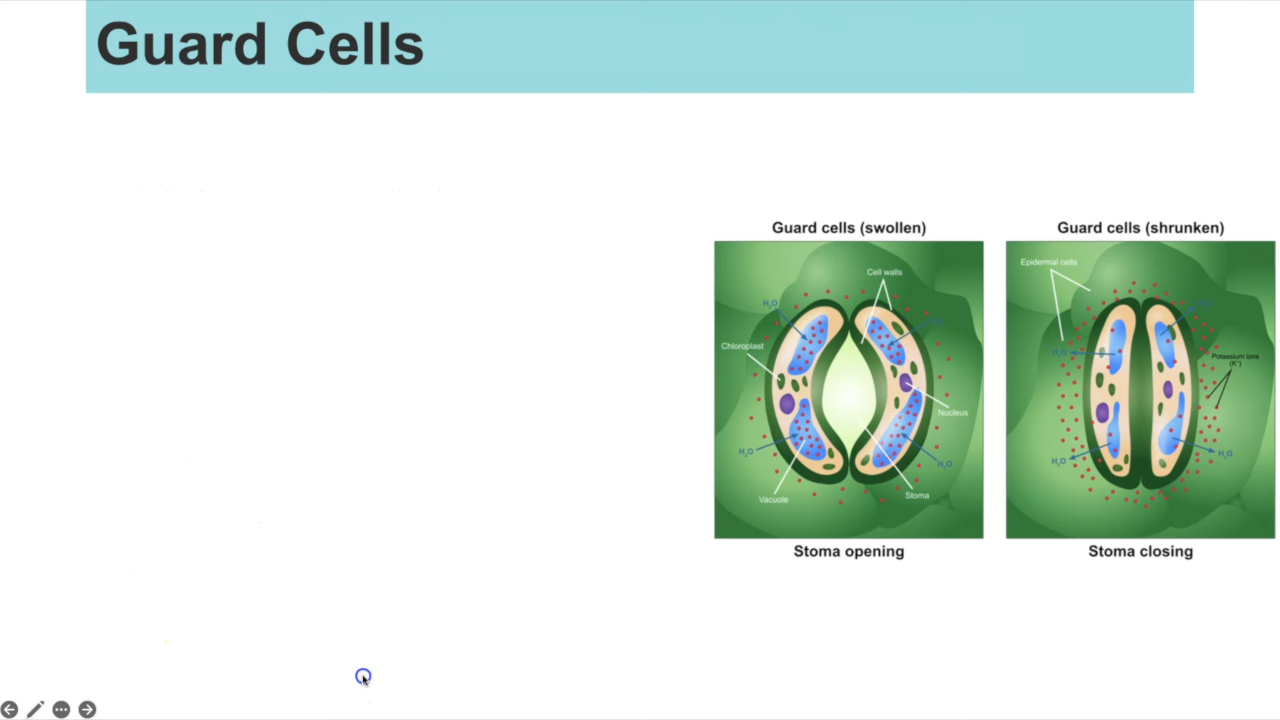 Guard Cells
Guard cells (swollen)
Cell walls
H₂O
Chloroplast
Nucleus
H₂O
H₂O
Vacuole
Stoma
Stoma opening
Guard cells (shrunken)
Epidermal cells
H₂O
Potassium ions
(K⁺)
H₂O
H₂O
Stoma closing